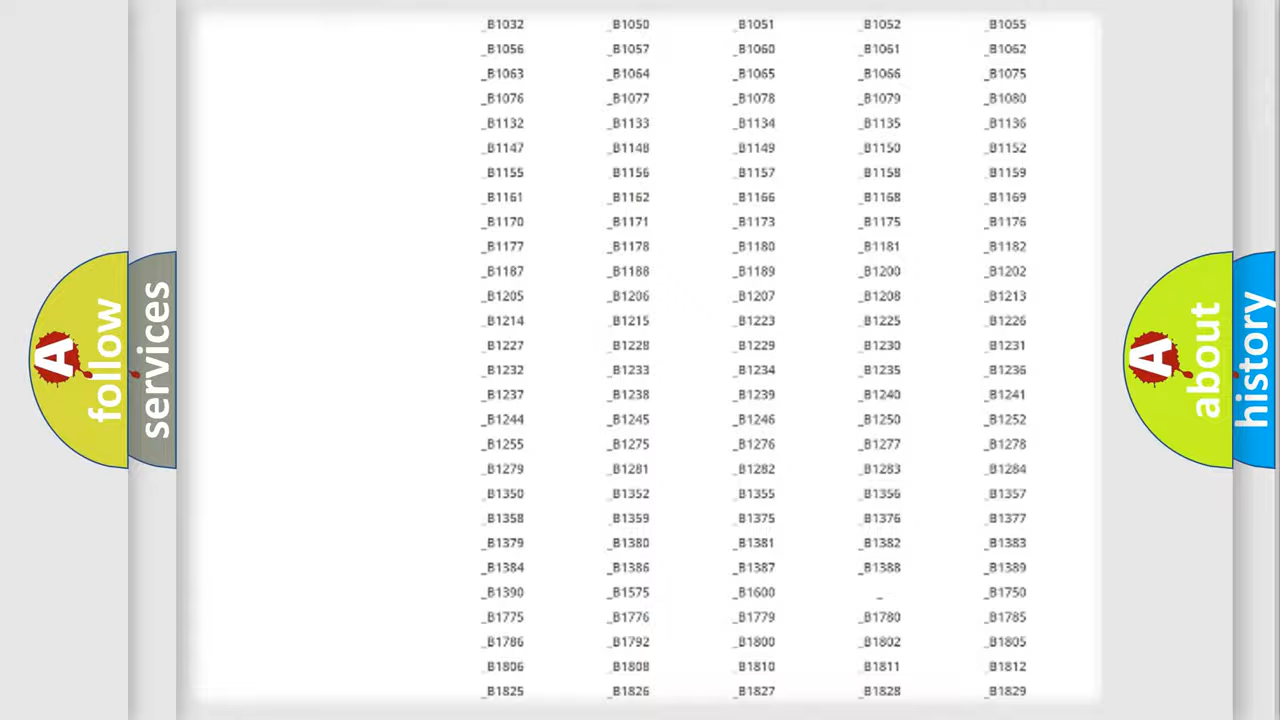 _B1032 _B1050 _B1051 _B1052 _B1055
_B1056 _B1057 _B1060 _B1061 _B1062
_B1063 _B1064 _B1065 _B1066 _B1075
_B1076 _B1077 _B1078 _B1079 _B1080
_B1132 _B1133 _B1134 _B1135 _B1136
_B1147 _B1148 _B1149 _B1150 _B1152
_B1155 _B1156 _B1157 _B1158 _B1159
_B1161 _B1162 _B1166 _B1168 _B1169
_B1170 _B1171 _B1173 _B1175 _B1176
_B1177 _B1178 _B1180 _B1181 _B1182
_B1187 _B1188 _B1189 _B1200 _B1202
_B1205 _B1206 _B1207 _B1208 _B1213
_B1214 _B1215 _B1223 _B1225 _B1226
_B1227 _B1228 _B1229 _B1230 _B1231
_B1232 _B1233 _B1234 _B1235 _B1236
_B1237 _B1238 _B1239 _B1240 _B1241
_B1244 _B1245 _B1246 _B1250 _B1252
_B1255 _B1275 _B1276 _B1277 _B1278
_B1279 _B1281 _B1282 _B1283 _B1284
_B1350 _B1352 _B1355 _B1356 _B1357
_B1358 _B1359 _B1375 _B1376 _B1377
_B1379 _B1380 _B1381 _B1382 _B1383
_B1384 _B1386 _B1387 _B1388 _B1389
_B1390 _B1575 _B1600 _ _B1750
_B1775 _B1776 _B1779 _B1780 _B1785
_B1786 _B1792 _B1800 _B1802 _B1805
_B1806 _B1808 _B1810 _B1811 _B1812
_B1825 _B1826 _B1827 _B1828 _B1829
A
follow
services
A
about
history